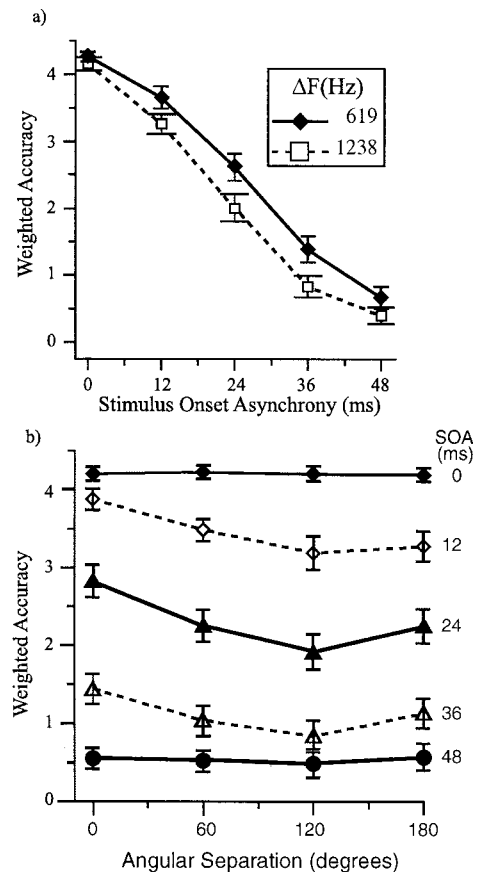 a)
4
3
2
1
0
Weighted Accuracy
ΔF(Hz)
619
1238
0 12 24 36 48
Stimulus Onset Asynchrony (ms)
b)
SOA
(ms)
0
12
24
36
48
4
3
2
1
0
Weighted Accuracy
0 60 120 180
Angular Separation (degrees)